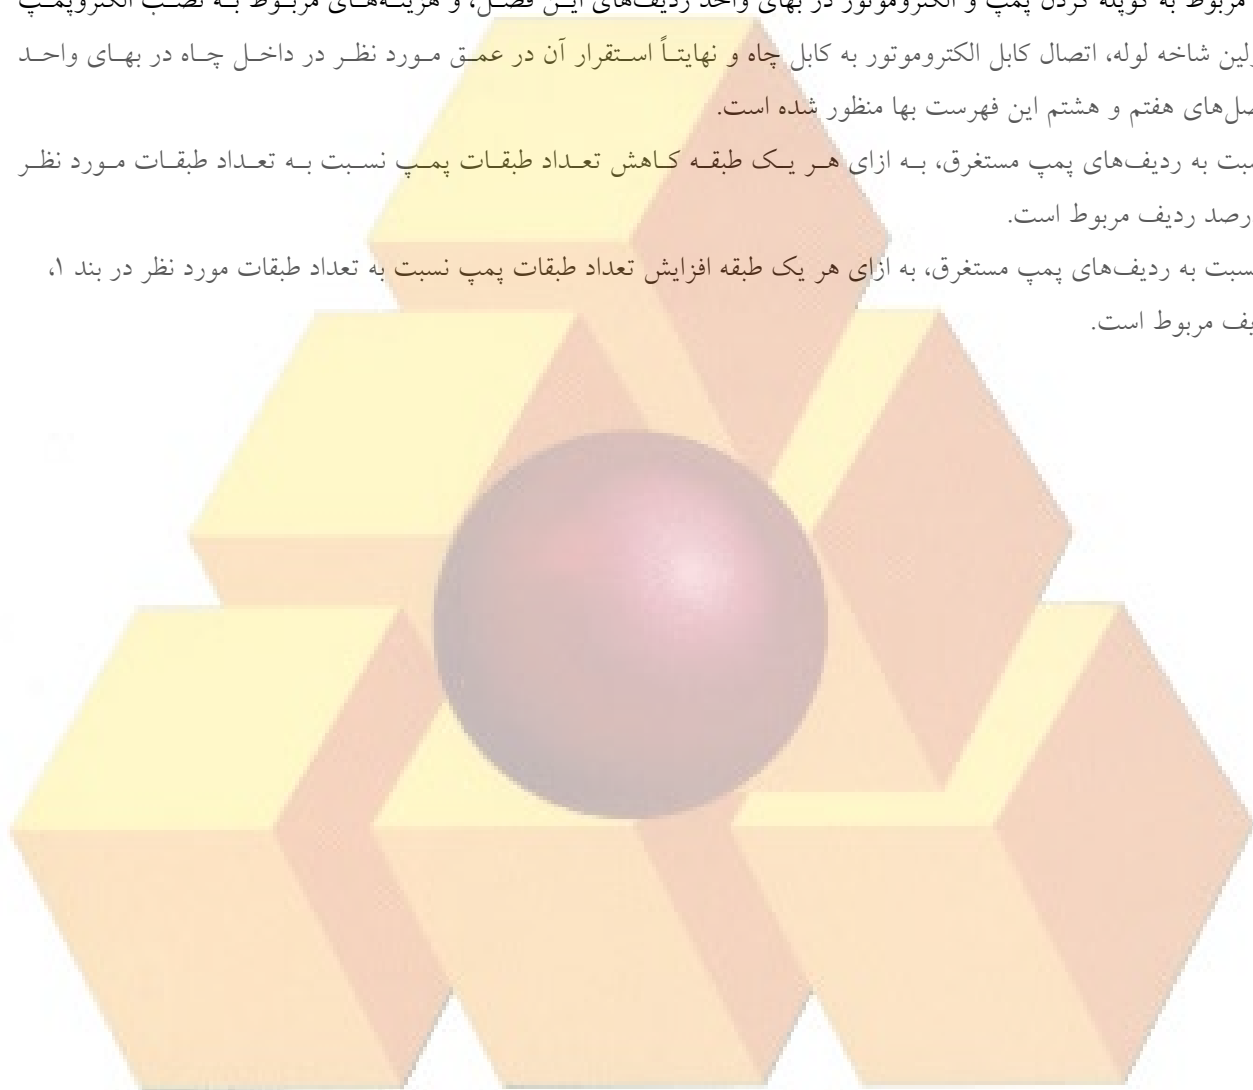 مربوط به کوپله کردن پمپ و الکتروموتور در بهای واحد ردیف‌های این فصل، و هزینه‌های مربوط به نصب الکتروپمپ
ولین شاخه لوله، اتصال کابل الکتروموتور به کابل چاه و نهایتاً استقرار آن در عمق مورد نظر در داخل چاه در بهای واحد
صل‌های هفتم و هشتم این فهرست بها منظور شده است.
سبت به ردیف‌های پمپ مستغرق، به ازای هر یک طبقه کاهش تعداد طبقات پمپ نسبت به تعداد طبقات مورد نظر
رصد ردیف مربوط است.
سبت به ردیف‌های پمپ مستغرق، به ازای هر یک طبقه افزایش تعداد طبقات پمپ نسبت به تعداد طبقات مورد نظر در بند ۱،
یف مربوط است.